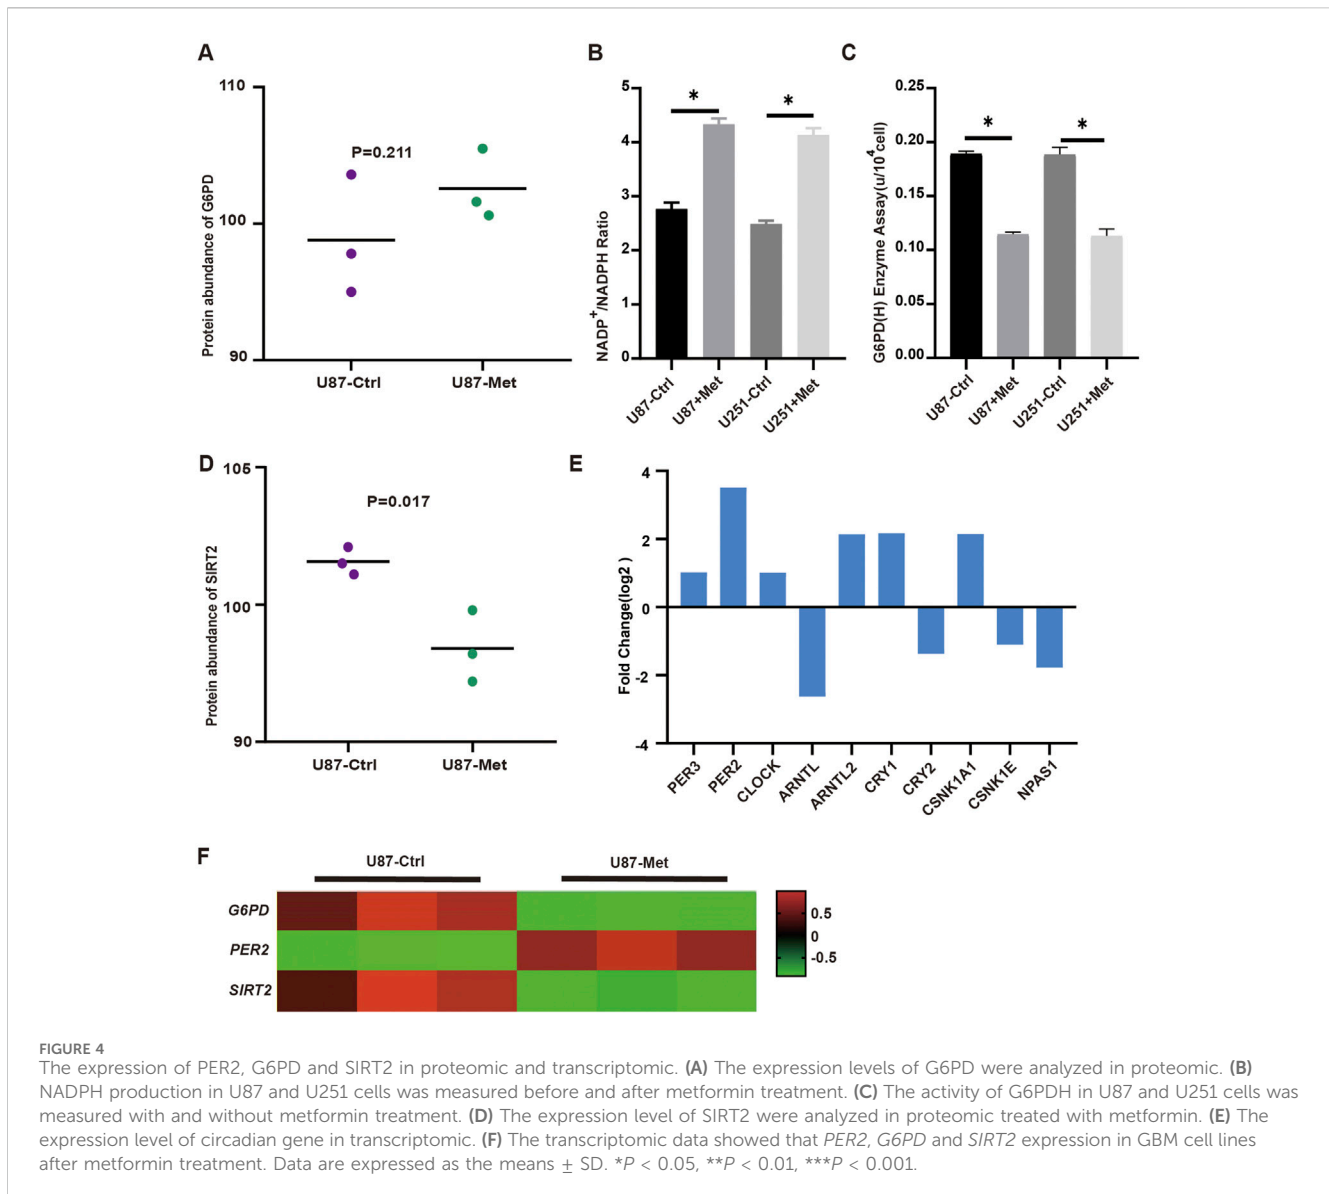 A
110
100
90
Protein abundance of G6PD
P=0.211
U87-Ctrl
U87-Met
B
5
4
3
2
1
0
NADP+/NADPH Ratio
*
*
U87-Ctrl
U87+Met
U251-Ctrl
U251+Met
C
0.25
0.20
0.15
0.10
0.05
0.00
G6PD(H) Enzyme Assay(u/10⁴cell)
*
*
U87-Ctrl
U87+Met
U251-Ctrl
U251+Met
D
105
100
90
Protein abundance of SIRT2
P=0.017
U87-Ctrl
U87-Met
E
4
2
0
-2
-4
Fold Change(log2 )
PER3
PER2
CLOCK
ARNTL
ARNTL2
CRY1
CRY2
CSNK1A1
CSNK1E
NPAS1
F
U87-Ctrl
U87-Met
G6PD
PER2
SIRT2
0.5
0
-0.5
FIGURE 4
The expression of PER2, G6PD and SIRT2 in proteomic and transcriptomic. (A) The expression levels of G6PD were analyzed in proteomic. (B)
NADPH production in U87 and U251 cells was measured before and after metformin treatment. (C) The activity of G6PDH in U87 and U251 cells was
measured with and without metformin treatment. (D) The expression level of SIRT2 were analyzed in proteomic treated with metformin. (E) The
expression level of circadian gene in transcriptomic. (F) The transcriptomic data showed that PER2, G6PD and SIRT2 expression in GBM cell lines
after metformin treatment. Data are expressed as the means ± SD. *P < 0.05, **P < 0.01, ***P < 0.001.